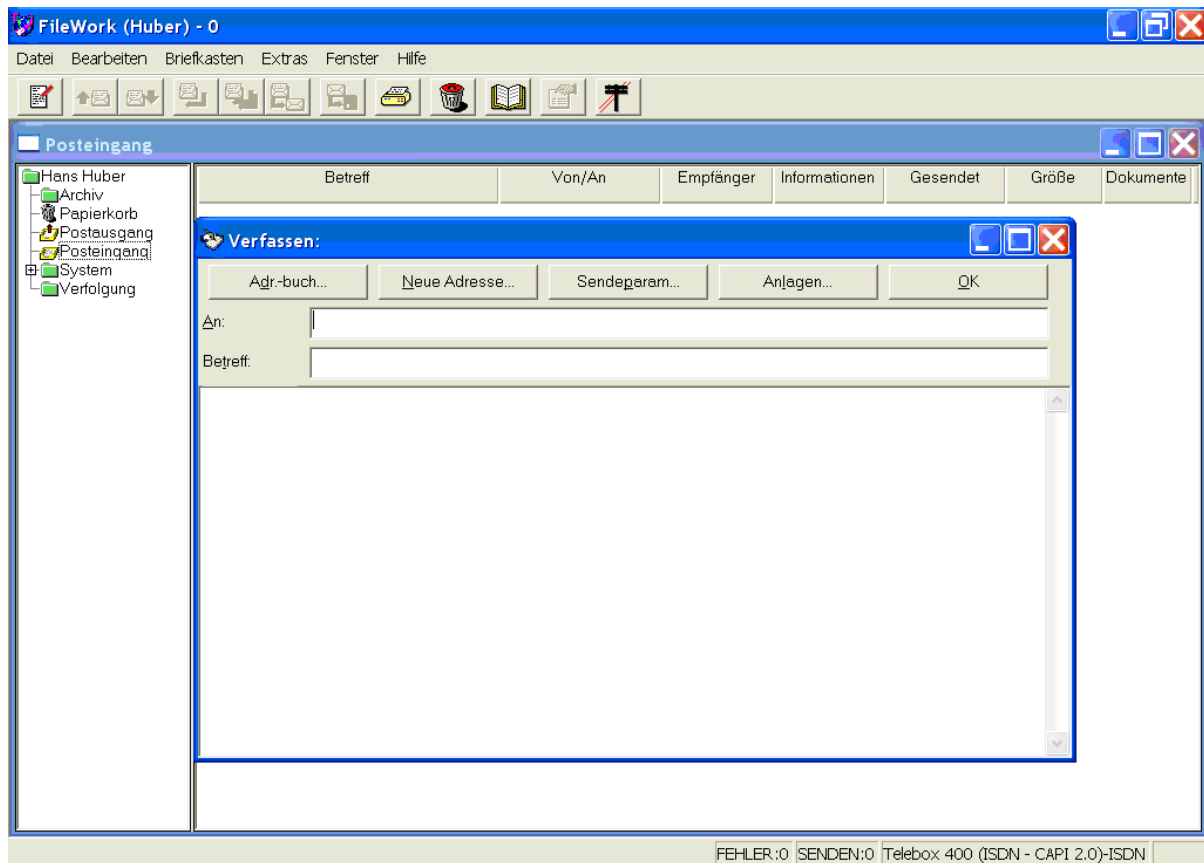 FileWork (Huber) - 0
Datei Bearbeiten Briefkasten Extras Fenster Hilfe
Posteingang
Hans Huber
Archiv
Papierkorb
Postausgang
Posteingang
System
Verfolgung
Betreff Von/An Empfänger Informationen Gesendet Größe Dokumente
Verfassen:
Adr.-buch... Neue Adresse... Sendeparam... Anlagen... OK
An:
Betreff:
FEHLER:0 SENDEN:0 Telebox 400 (ISDN - CAPI 2.0)-ISDN